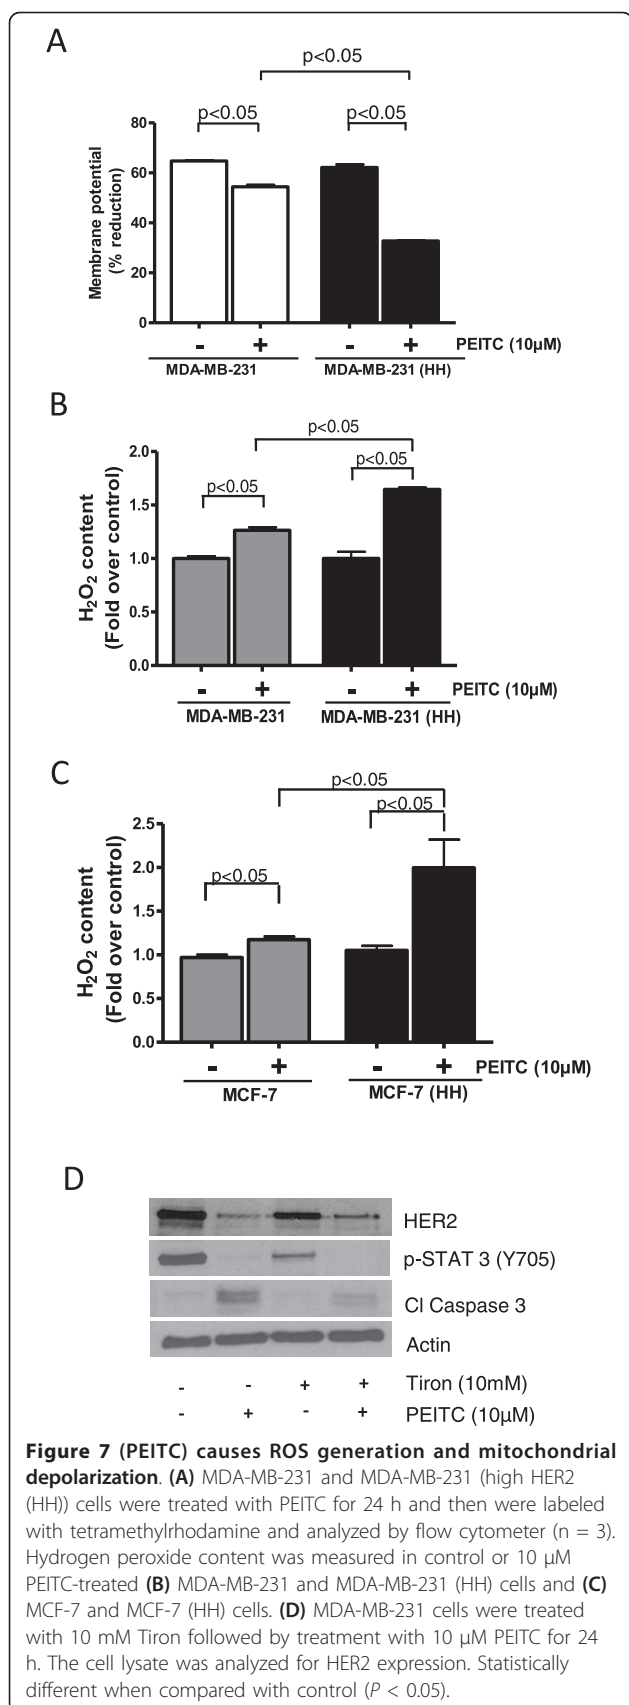 A
p<0.05
p<0.05 p<0.05
80
60
40
20
0
Membrane potential
(% reduction)
- + - + PEITC (10µM)
MDA-MB-231 MDA-MB-231 (HH)
B
p<0.05
p<0.05
p<0.05
2.0
1.5
1.0
0.5
0.0
H2O2 content
(Fold over control)
- + - + PEITC (10µM)
MDA-MB-231 MDA-MB-231 (HH)
C
p<0.05
p<0.05
p<0.05
2.5
2.0
1.5
1.0
0.5
0.0
H2O2 content
(Fold over control)
- + - + PEITC (10µM)
MCF-7 MCF-7 (HH)
D
HER2
p-STAT 3 (Y705)
Cl Caspase 3
Actin
- - + + Tiron (10mM)
- + - + PEITC (10µM)
Figure 7 (PEITC) causes ROS generation and mitochondrial
depolarization. (A) MDA-MB-231 and MDA-MB-231 (high HER2
(HH)) cells were treated with PEITC for 24 h and then were labeled
with tetramethylrhodamine and analyzed by flow cytometer (n = 3).
Hydrogen peroxide content was measured in control or 10 µM
PEITC-treated (B) MDA-MB-231 and MDA-MB-231 (HH) cells and (C)
MCF-7 and MCF-7 (HH) cells. (D) MDA-MB-231 cells were treated
with 10 mM Tiron followed by treatment with 10 µM PEITC for 24
h. The cell lysate was analyzed for HER2 expression. Statistically
different when compared with control (P < 0.05).